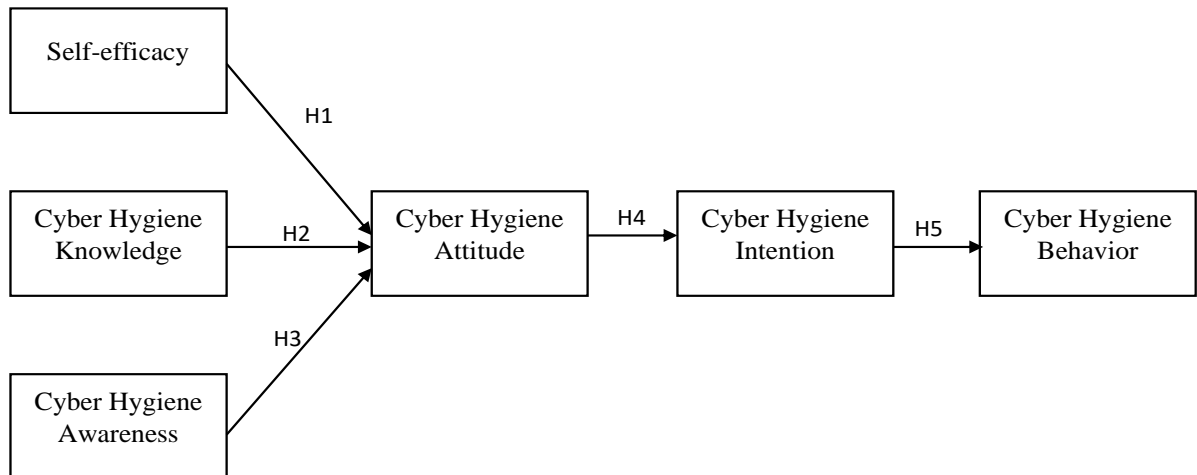 Self-efficacy
H1
Cyber Hygiene
Knowledge
H2
Cyber Hygiene
Attitude
H4
Cyber Hygiene
Intention
H5
Cyber Hygiene
Behavior
H3
Cyber Hygiene
Awareness